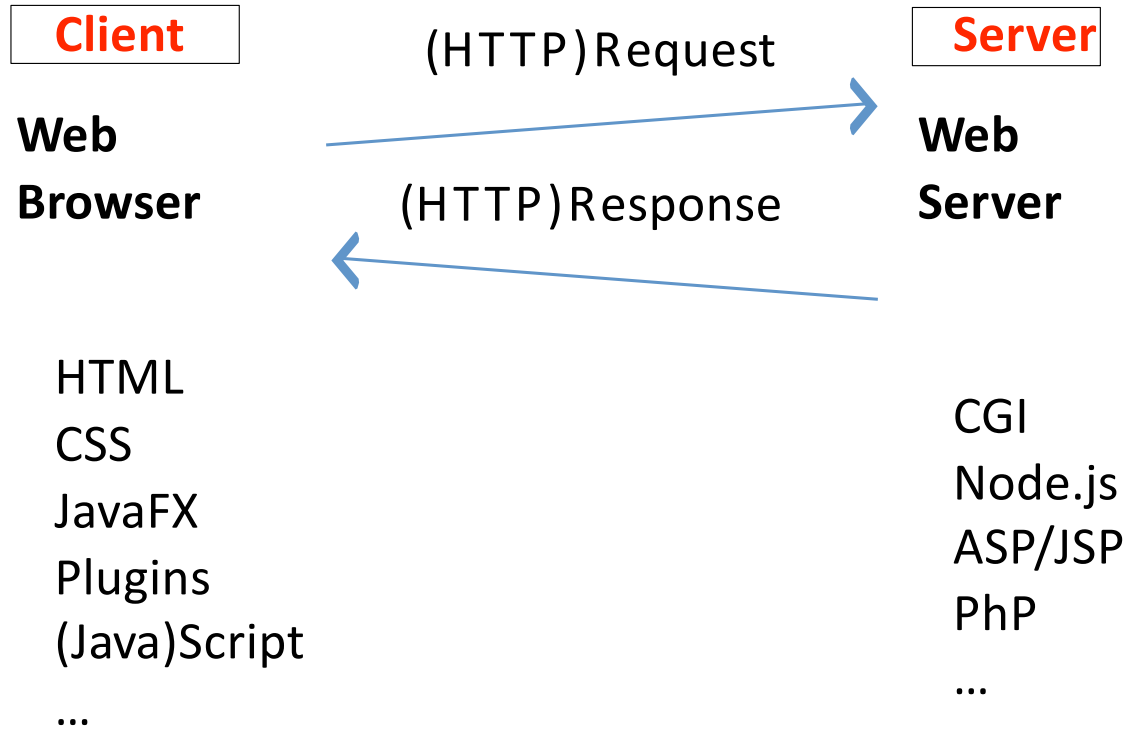 Client
(HTTP)Request
Server
Web
Browser
(HTTP)Response
Web
Server
HTML
CSS
JavaFX
Plugins
(Java)Script
...
CGI
Node.js
ASP/JSP
PhP
...